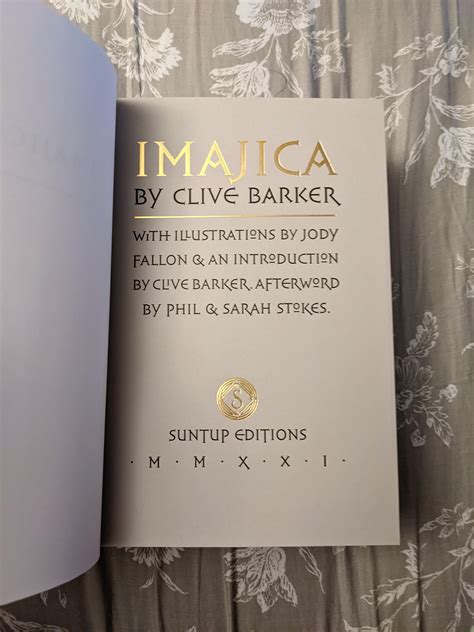 IMAJICA
BY CLIVE BARKER
WITH ILLUSTRATIONS BY JODY
FALLON & AN INTRODUCTION
BY CLIVE BARKER. AFTERWORD
BY PHIL & SARAH STOKES.
S
SUNTUP EDITIONS
· M · M · X · X · I ·